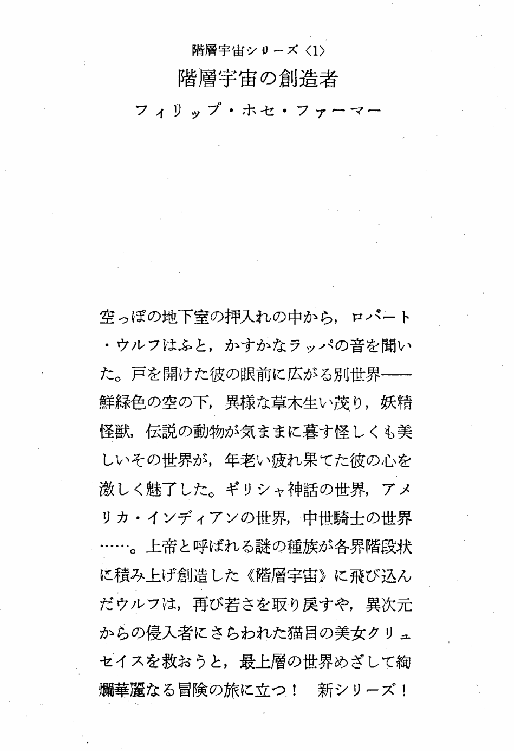 階層宇宙シリーズ〈1〉
階層宇宙の創造者
フィリップ・ホセ・ファーマー
空っぽの地下室の押入れの中から，ロバート
・ウルフはふと，かすかなラッパの音を聞い
た。戸を開けた彼の眼前に広がる別世界――
鮮緑色の空の下，異様な草木生い茂り，妖精
怪獣，伝説の動物が気ままに暮す怪しくも美
しいその世界が，年老い疲れ果てた彼の心を
激しく魅了した。ギリシャ神話の世界，アメ
リカ・インディアンの世界，中世騎士の世界
……。上帝と呼ばれる謎の種族が各界階段状
に積み上げ創造した《階層宇宙》に飛び込ん
だウルフは，再び若さを取り戻すや，異次元
からの侵入者にさらわれた猫目の美女クリュ
セイスを救おうと，最上層の世界めざして絢
爛華麗なる冒険の旅に立つ！　新シリーズ！